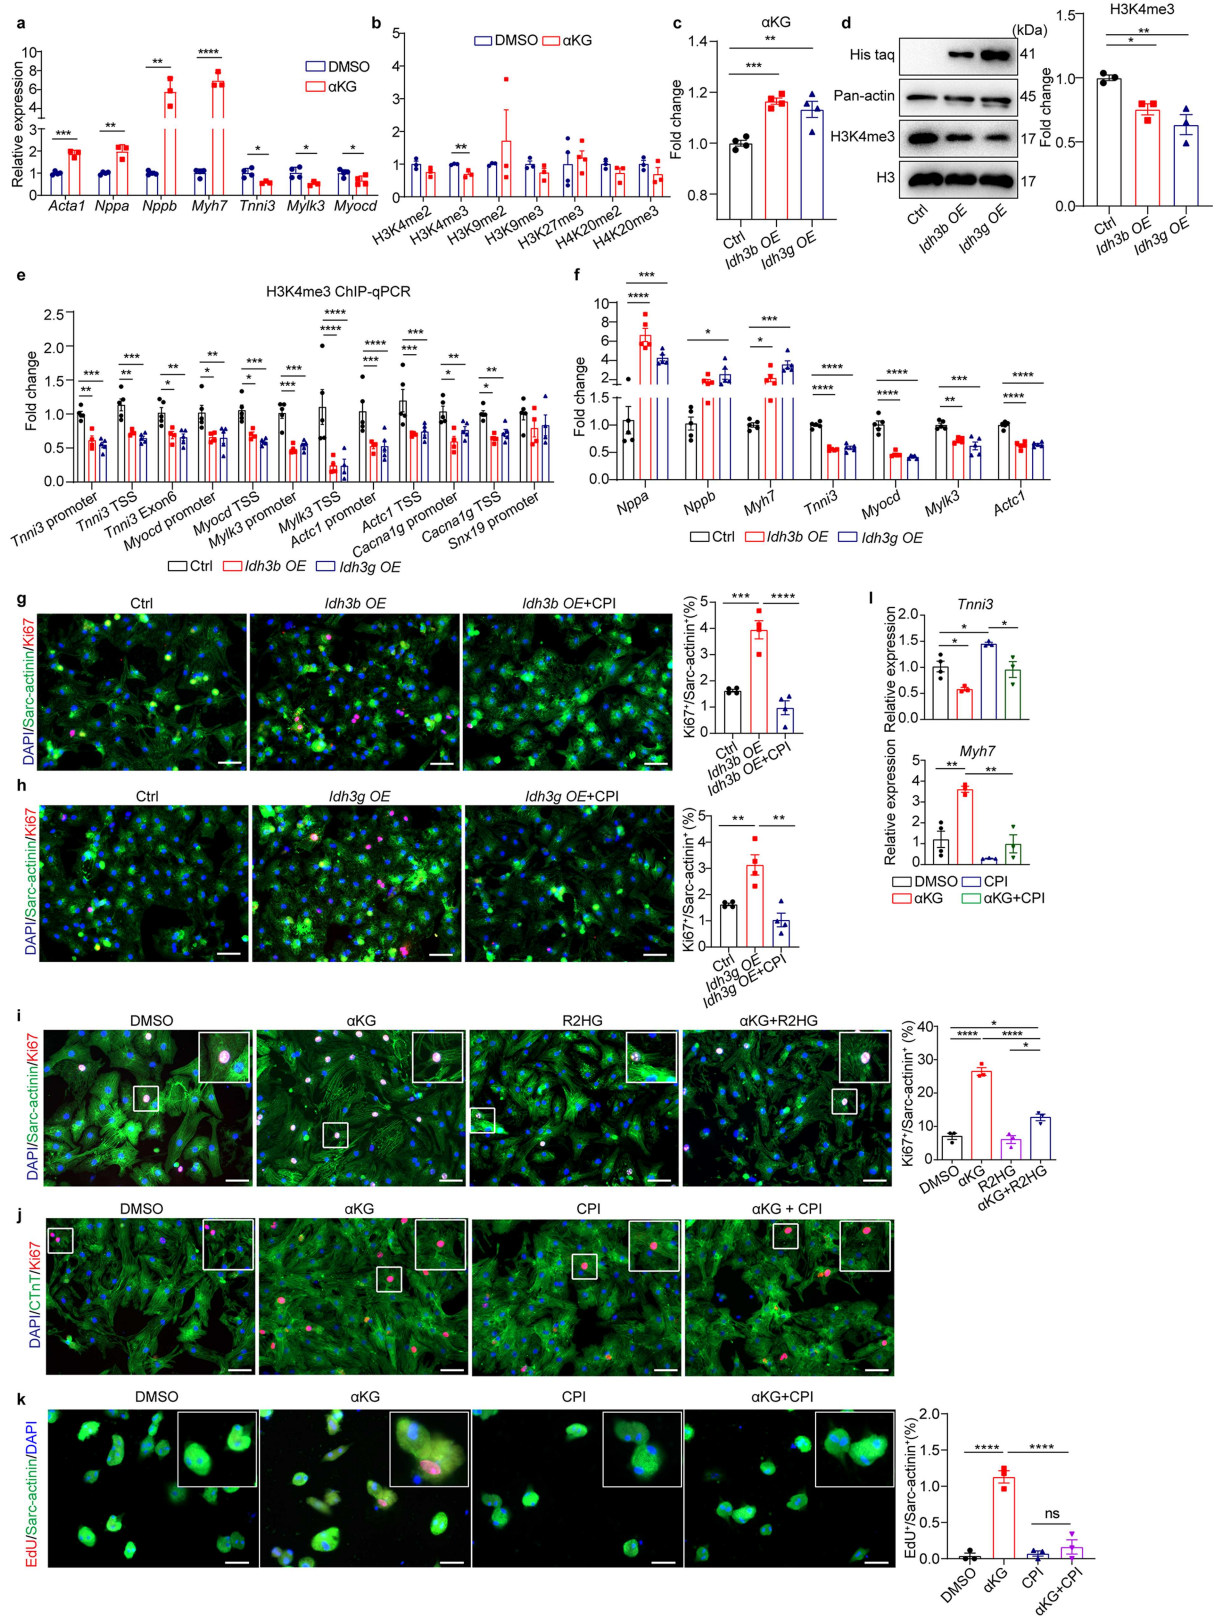 a
Relative expression
10
8
6
4
3
2
1
0
*** ** ** **** * * *
DMSO
αKG
Acta1 Nppa Nppb Myh7 Tnni3 Mylk3 Myocd
b
DMSO αKG
5
4
3
2
1
0
**
H3K4me2 H3K4me3 H3K9me2 H3K9me3 H3K27me3 H4K20me2 H4K20me3
c
αKG
Fold change
1.4
1.2
1.0
0.8
**
***
Ctrl Idh3b OE Idh3g OE
d
(kDa)
His taq 41
Pan-actin 45
H3K4me3 17
H3 17
Ctrl Idh3b OE Idh3g OE
H3K4me3
Fold change
1.5
1.0
0.5
0.0
**
*
Ctrl Idh3b OE Idh3g OE
e
H3K4me3 ChIP-qPCR
Fold change
2.5
2.0
1.5
1.0
0.5
0.0
*** *** ** ** *** *** **** **** *** ** **
** ** * * * *** **** *** *** * *
Tnni3 promoter Tnni3 TSS Tnni3 Exon6 Myocd promoter Myocd TSS Mylk3 promoter Mylk3 TSS Actc1 promoter Actc1 TSS Cacna1g promoter Cacna1g TSS Snx19 promoter
Ctrl Idh3b OE Idh3g OE
f
Fold change
10
8
6
4
2
1.5
1.0
0.5
0.0
*** * *** **** **** *** ****
**** * **** **** ** ****
Nppa Nppb Myh7 Tnni3 Myocd Mylk3 Actc1
Ctrl Idh3b OE Idh3g OE
g
Ctrl Idh3b OE Idh3b OE+CPI
DAPI/Sarc-actinin/Ki67
Ki67⁺/Sarc-actinin⁺(%)
5
4
3
2
1
0
*** ****
Ctrl Idh3b OE Idh3b OE+CPI
h
Ctrl Idh3g OE Idh3g OE+CPI
DAPI/Sarc-actinin/Ki67
Ki67⁺/Sarc-actinin⁺ (%)
5
4
3
2
1
0
** **
Ctrl Idh3g OE Idh3g OE+CPI
l
Tnni3
Relative expression
2.0
1.5
1.0
0.5
0.0
* *
*
Myh7
Relative expression
5
4
3
2
1
0
** **
DMSO CPI
αKG αKG+CPI
i
DMSO αKG R2HG αKG+R2HG
DAPI/Sarc-actinin/Ki67
Ki67⁺/Sarc-actinin⁺ (%)
40
30
20
10
0
*
**** ****
*
DMSO αKG R2HG αKG+R2HG
j
DMSO αKG CPI αKG + CPI
DAPI/CTnT/Ki67
k
DMSO αKG CPI αKG+CPI
EdU/Sarc-actinin/DAPI
EdU⁺/Sarc-actinin⁺(%)
2.0
1.5
1.0
0.5
0.0
**** ****
ns
DMSO αKG CPI αKG+CPI